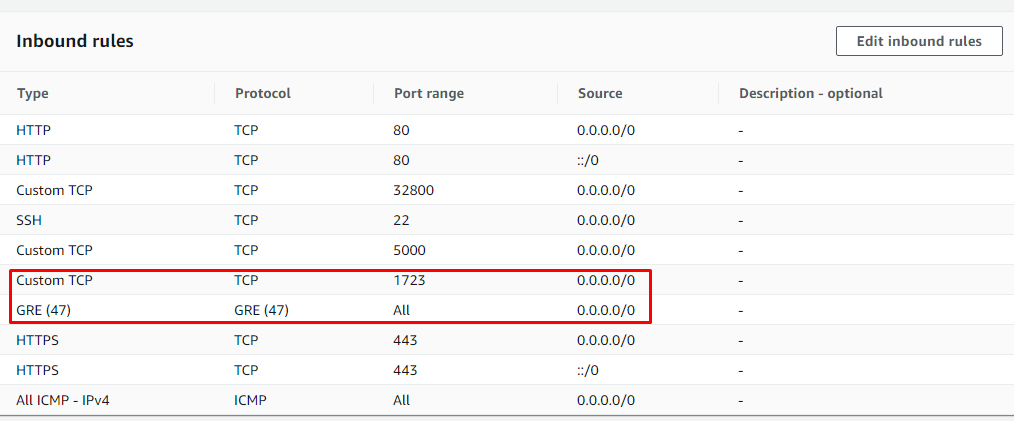 Inbound rules
Edit inbound rules
Type Protocol Port range Source Description - optional
HTTP TCP 80 0.0.0.0/0 -
HTTP TCP 80 ::/0 -
Custom TCP TCP 32800 0.0.0.0/0 -
SSH TCP 22 0.0.0.0/0 -
Custom TCP TCP 5000 0.0.0.0/0 -
Custom TCP TCP 1723 0.0.0.0/0 -
GRE (47) GRE (47) All 0.0.0.0/0 -
HTTPS TCP 443 0.0.0.0/0 -
HTTPS TCP 443 ::/0 -
All ICMP - IPv4 ICMP All 0.0.0.0/0 -